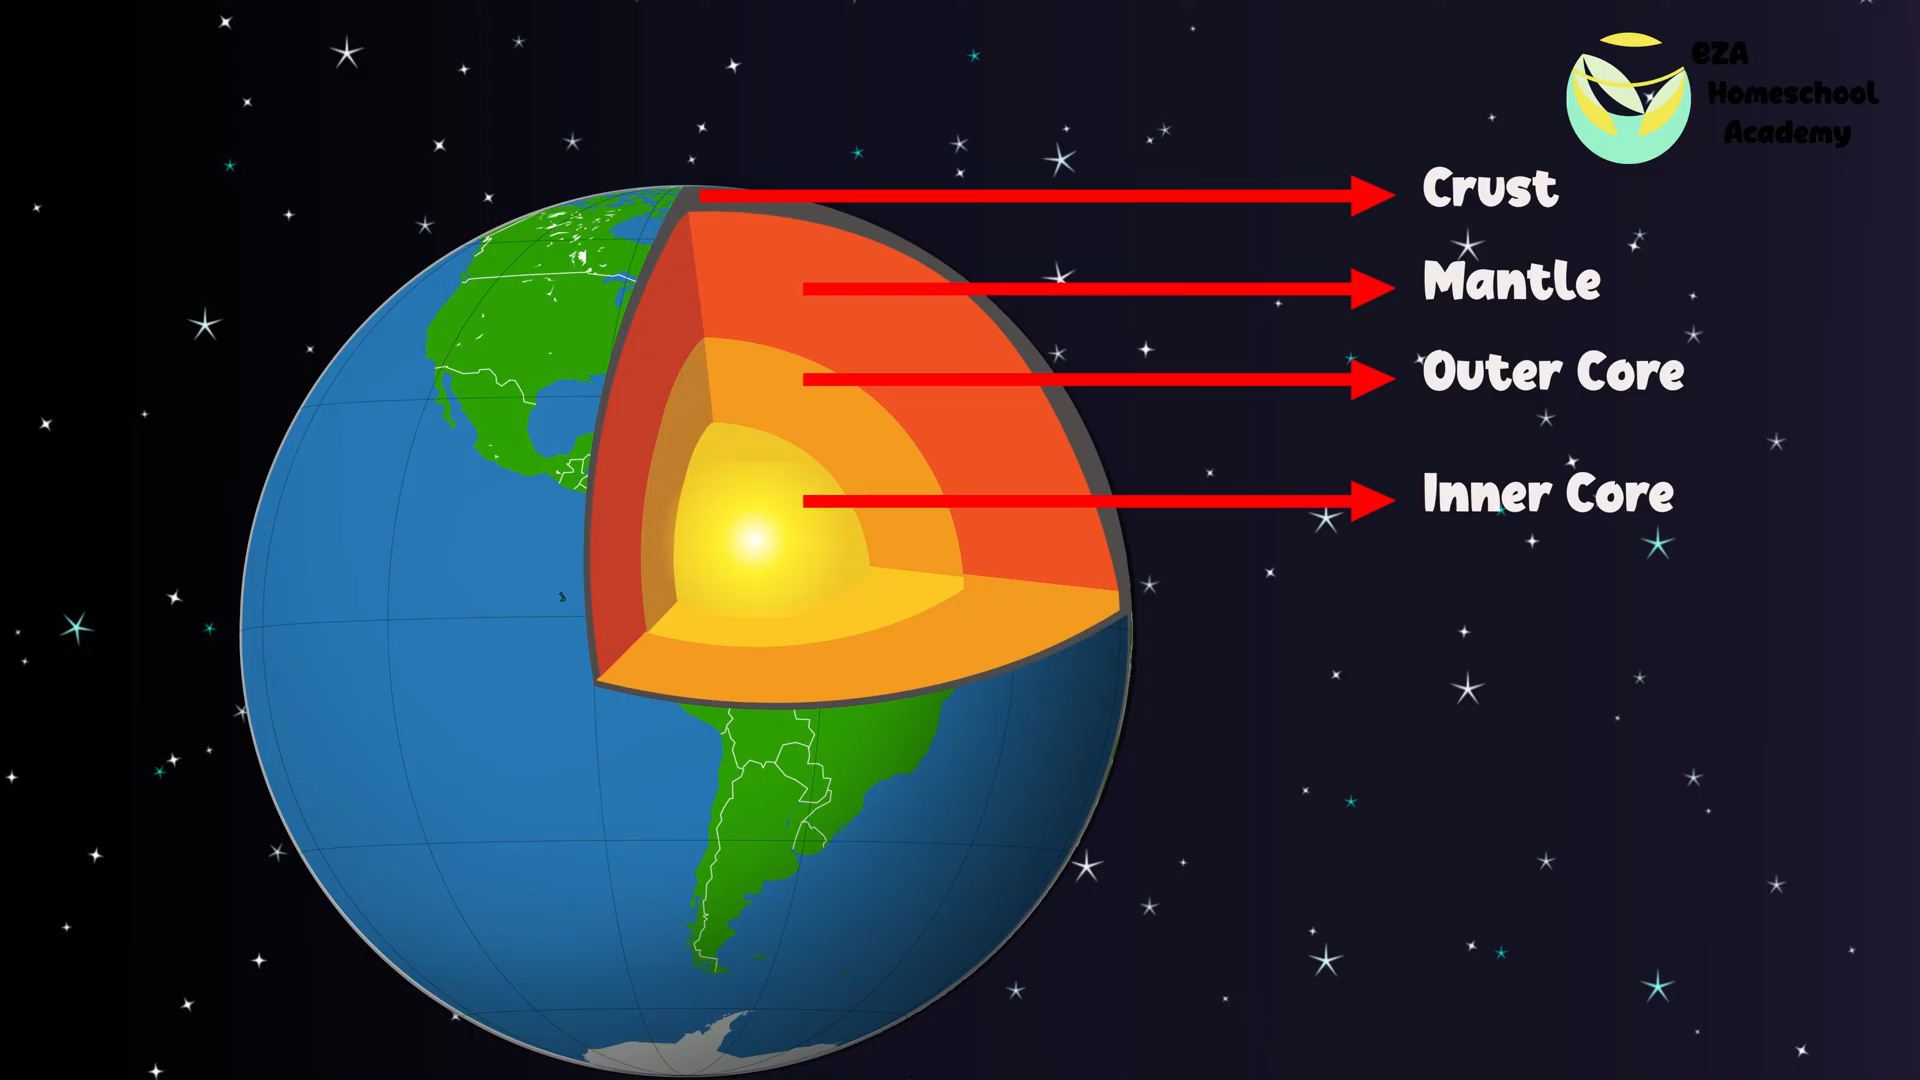 eZA
Homeschool
Academy
Crust
Mantle
Outer Core
Inner Core